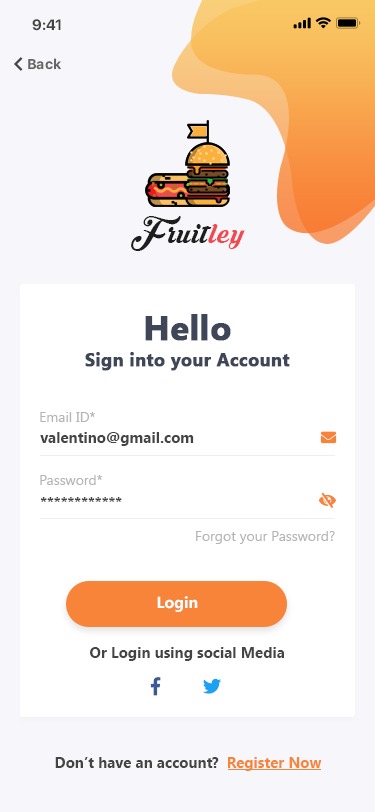 9:41
Back
Fruitley
Hello
Sign into your Account
Email ID*
valentino@gmail.com
Password*
************
Forgot your Password?
Login
Or Login using social Media
Don’t have an account? Register Now